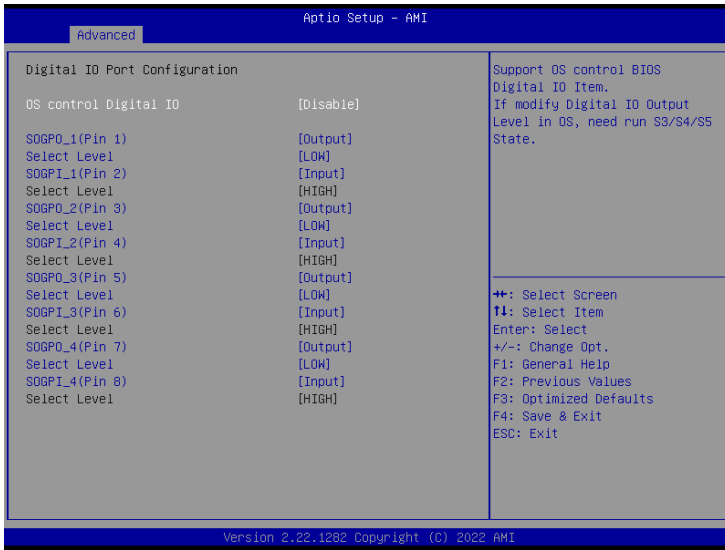 Aptio Setup – AMI
Advanced
Digital IO Port Configuration
OS control Digital IO [Disable]
SOGPO_1(Pin 1) [Output]
Select Level [LOW]
SOGPI_1(Pin 2) [Input]
Select Level [HIGH]
SOGPO_2(Pin 3) [Output]
Select Level [LOW]
SOGPI_2(Pin 4) [Input]
Select Level [HIGH]
SOGPO_3(Pin 5) [Output]
Select Level [LOW]
SOGPI_3(Pin 6) [Input]
Select Level [HIGH]
SOGPO_4(Pin 7) [Output]
Select Level [LOW]
SOGPI_4(Pin 8) [Input]
Select Level [HIGH]
Support OS control BIOS
Digital IO Item.
If modify Digital IO Output
Level in OS, need run S3/S4/S5
State.
→←: Select Screen
↑↓: Select Item
Enter: Select
+/-: Change Opt.
F1: General Help
F2: Previous Values
F3: Optimized Defaults
F4: Save & Exit
ESC: Exit
Version 2.22.1282 Copyright (C) 2022 AMI